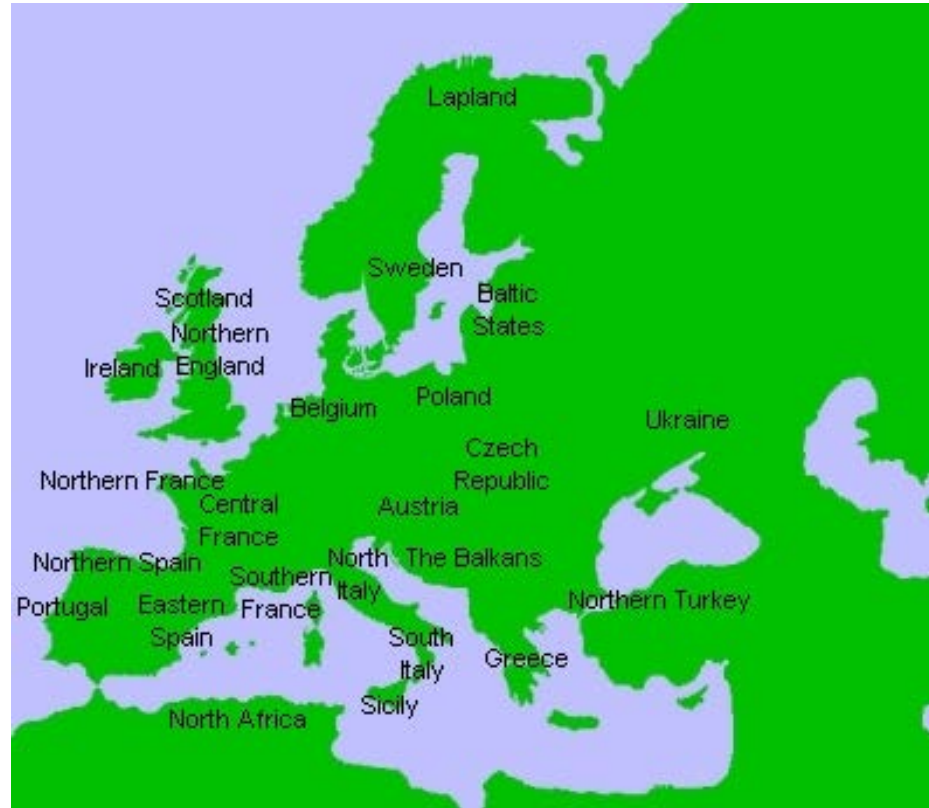 Lapland
Sweden
Scotland
Baltic
States
Northern
England
Ireland
Belgium
Poland
Ukraine
Czech
Republic
Northern France
Central
France
Austria
Northern Spain
North
Italy
The Balkans
Southern
France
Portugal
Eastern
Spain
Northern Turkey
South
Italy
Greece
Sicily
North Africa